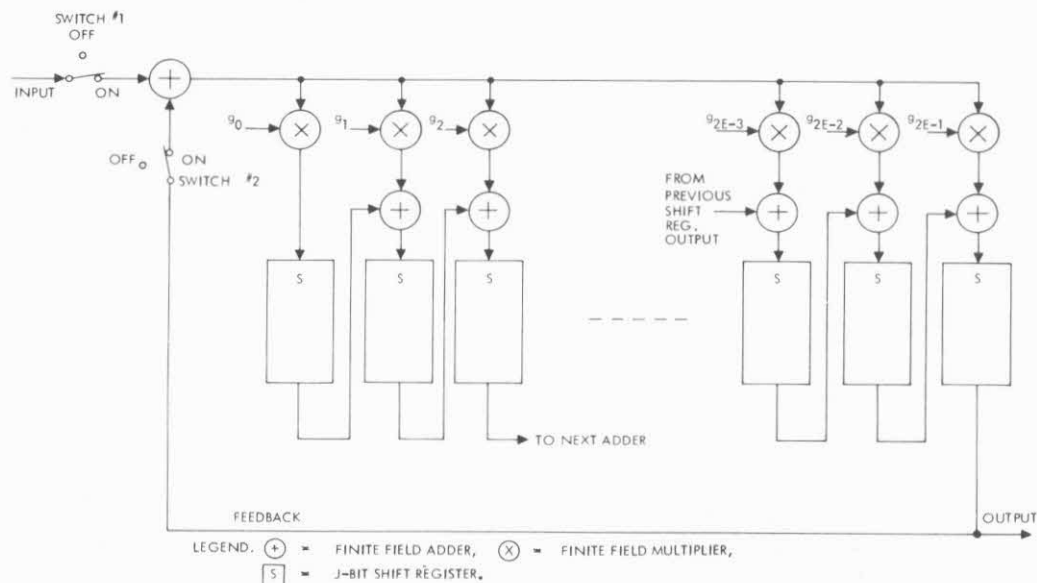 SWITCH #1
OFF
INPUT
ON
g0
g1
g2
g2E-3
g2E-2
g2E-1
OFF
ON
SWITCH #2
FROM
PREVIOUS
SHIFT
REG.
OUTPUT
S
S
S
S
S
S
TO NEXT ADDER
FEEDBACK
OUTPUT
LEGEND. + = FINITE FIELD ADDER, × = FINITE FIELD MULTIPLIER,
S = J-BIT SHIFT REGISTER.